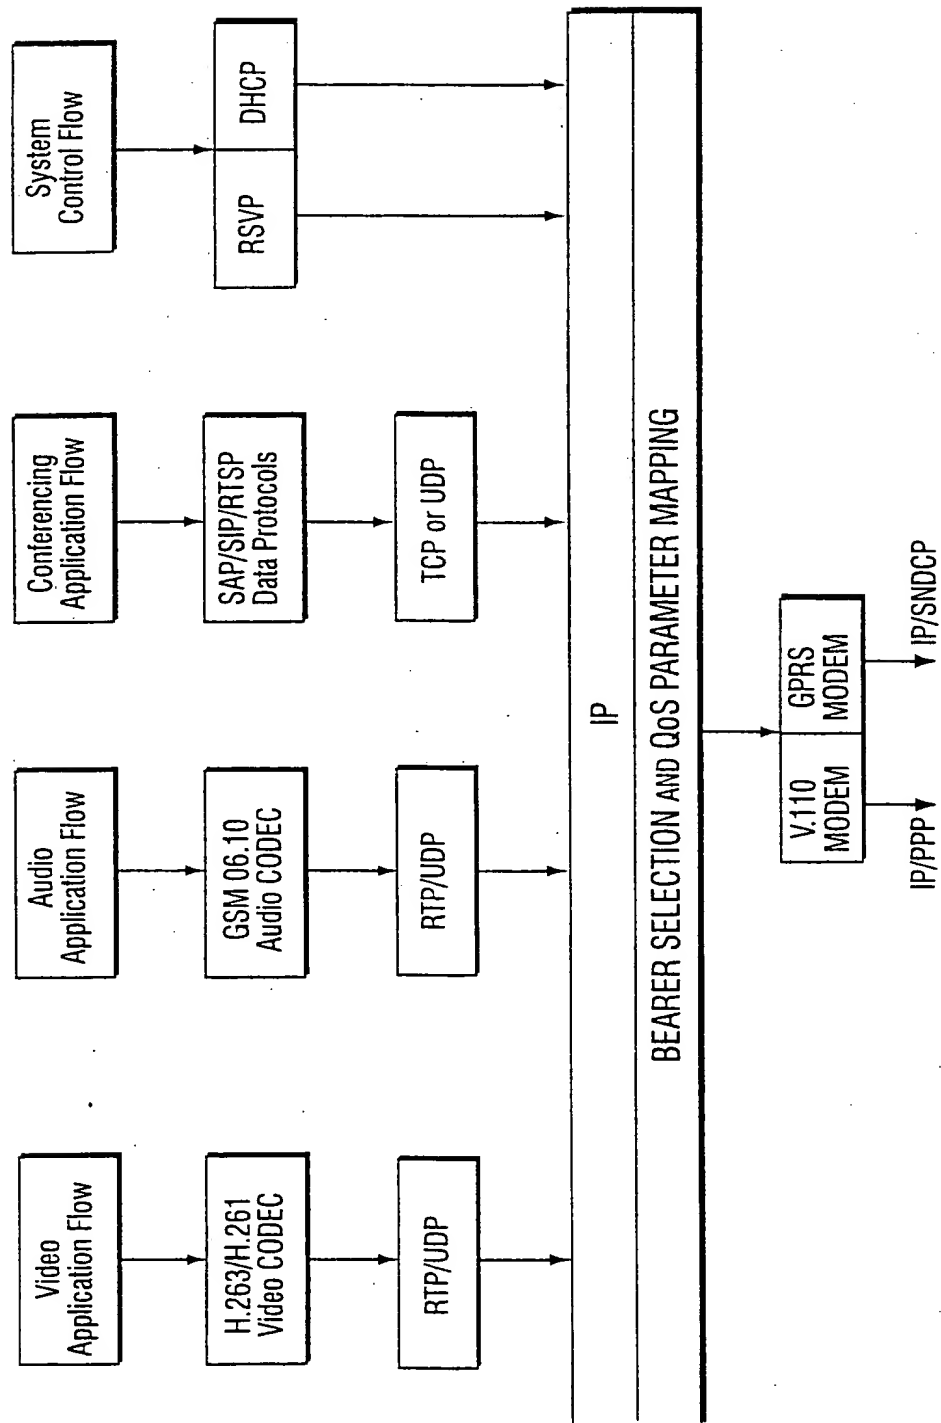 Video
Application Flow
H.263/H.261
Video CODEC
RTP/UDP
Audio
Application Flow
GSM 06.10
Audio CODEC
RTP/UDP
Conferencing
Application Flow
SAP/SIP/RTSP
Data Protocols
TCP or UDP
System
Control Flow
RSVP
DHCP
IP
BEARER SELECTION AND QoS PARAMETER MAPPING
V.110
MODEM
GPRS
MODEM
IP/PPP
IP/SNDCP